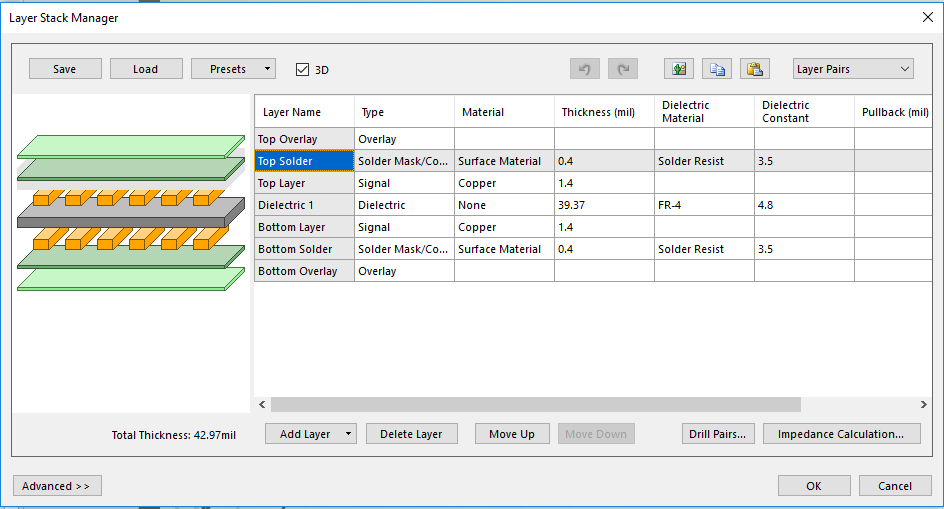 Layer Stack Manager
Save Load Presets 3D Layer Pairs
Layer Name Type Material Thickness (mil) Dielectric Material Dielectric Constant Pullback (mil)
Top Overlay Overlay
Top Solder Solder Mask/Co... Surface Material 0.4 Solder Resist 3.5
Top Layer Signal Copper 1.4
Dielectric 1 Dielectric None 39.37 FR-4 4.8
Bottom Layer Signal Copper 1.4
Bottom Solder Solder Mask/Co... Surface Material 0.4 Solder Resist 3.5
Bottom Overlay Overlay
Total Thickness: 42.97mil Add Layer Delete Layer Move Up Move Down Drill Pairs... Impedance Calculation...
Advanced >> OK Cancel